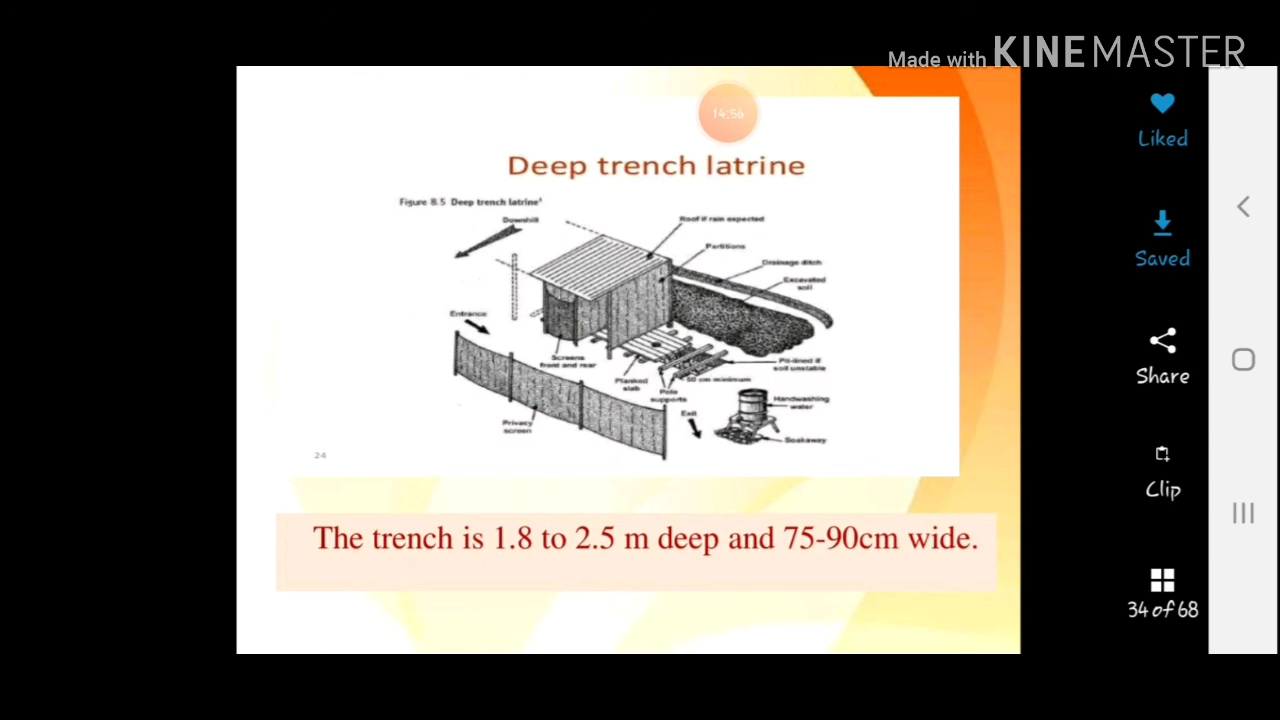 Made with KINEMASTER
14:56
Liked
Deep trench latrine
Figure 8.5 Deep trench latrine
Downhill
Roof if rain expected
Partitions
Drainage ditch
Saved
Excavated
soil
Entrance
Screens
front and rear
Pit-lined if
soil unstable
Share
Planked
slab
50 cm minimum
Pole
supports
Handwashing
water
Exit
Privacy
screen
Soakaway
24
Clip
The trench is 1.8 to 2.5 m deep and 75-90cm wide.
34 of 68